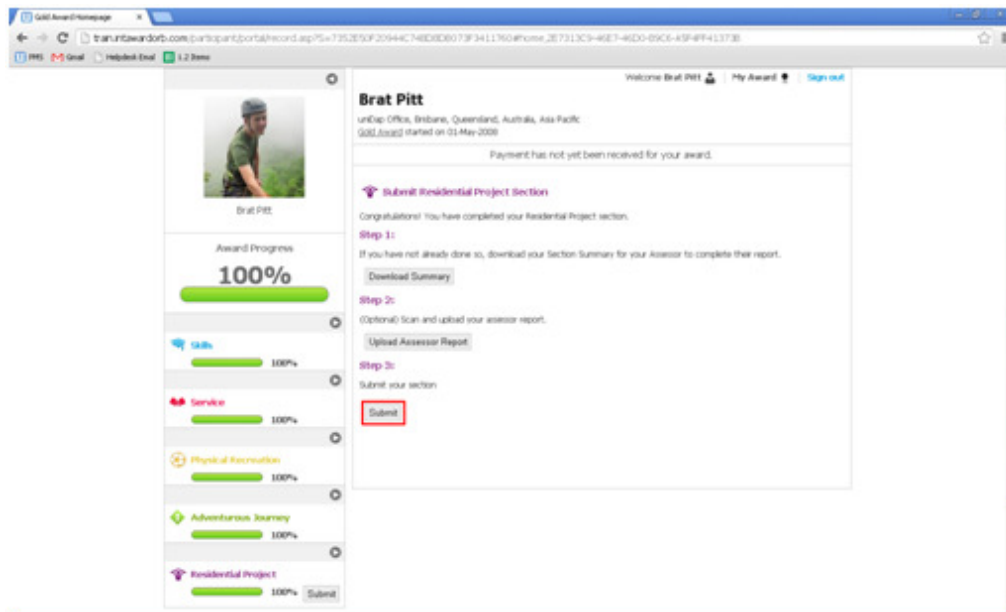 Gold Award Homepage
FMS Gmail Helpdesk Email 1.2 Items
Welcome Brat Pitt My Award Sign out
Brat Pitt
uniDap Office, Brisbane, Queensland, Australia, Asia Pacific
Gold Award started on 01-May-2008
Payment has not yet been received for your award.
Submit Residential Project Section
Congratulations! You have completed your Residential Project section.
Step 1:
If you have not already done so, download your Section Summary for your Assessor to complete their report.
Download Summary
Step 2:
(Optional) Scan and upload your assessor report.
Upload Assessor Report
Step 3:
Submit your section
Submit
Brat Pitt
Award Progress
100%
Skills
100%
Service
100%
Physical Recreation
100%
Adventurous Journey
100%
Residential Project
100% Submit